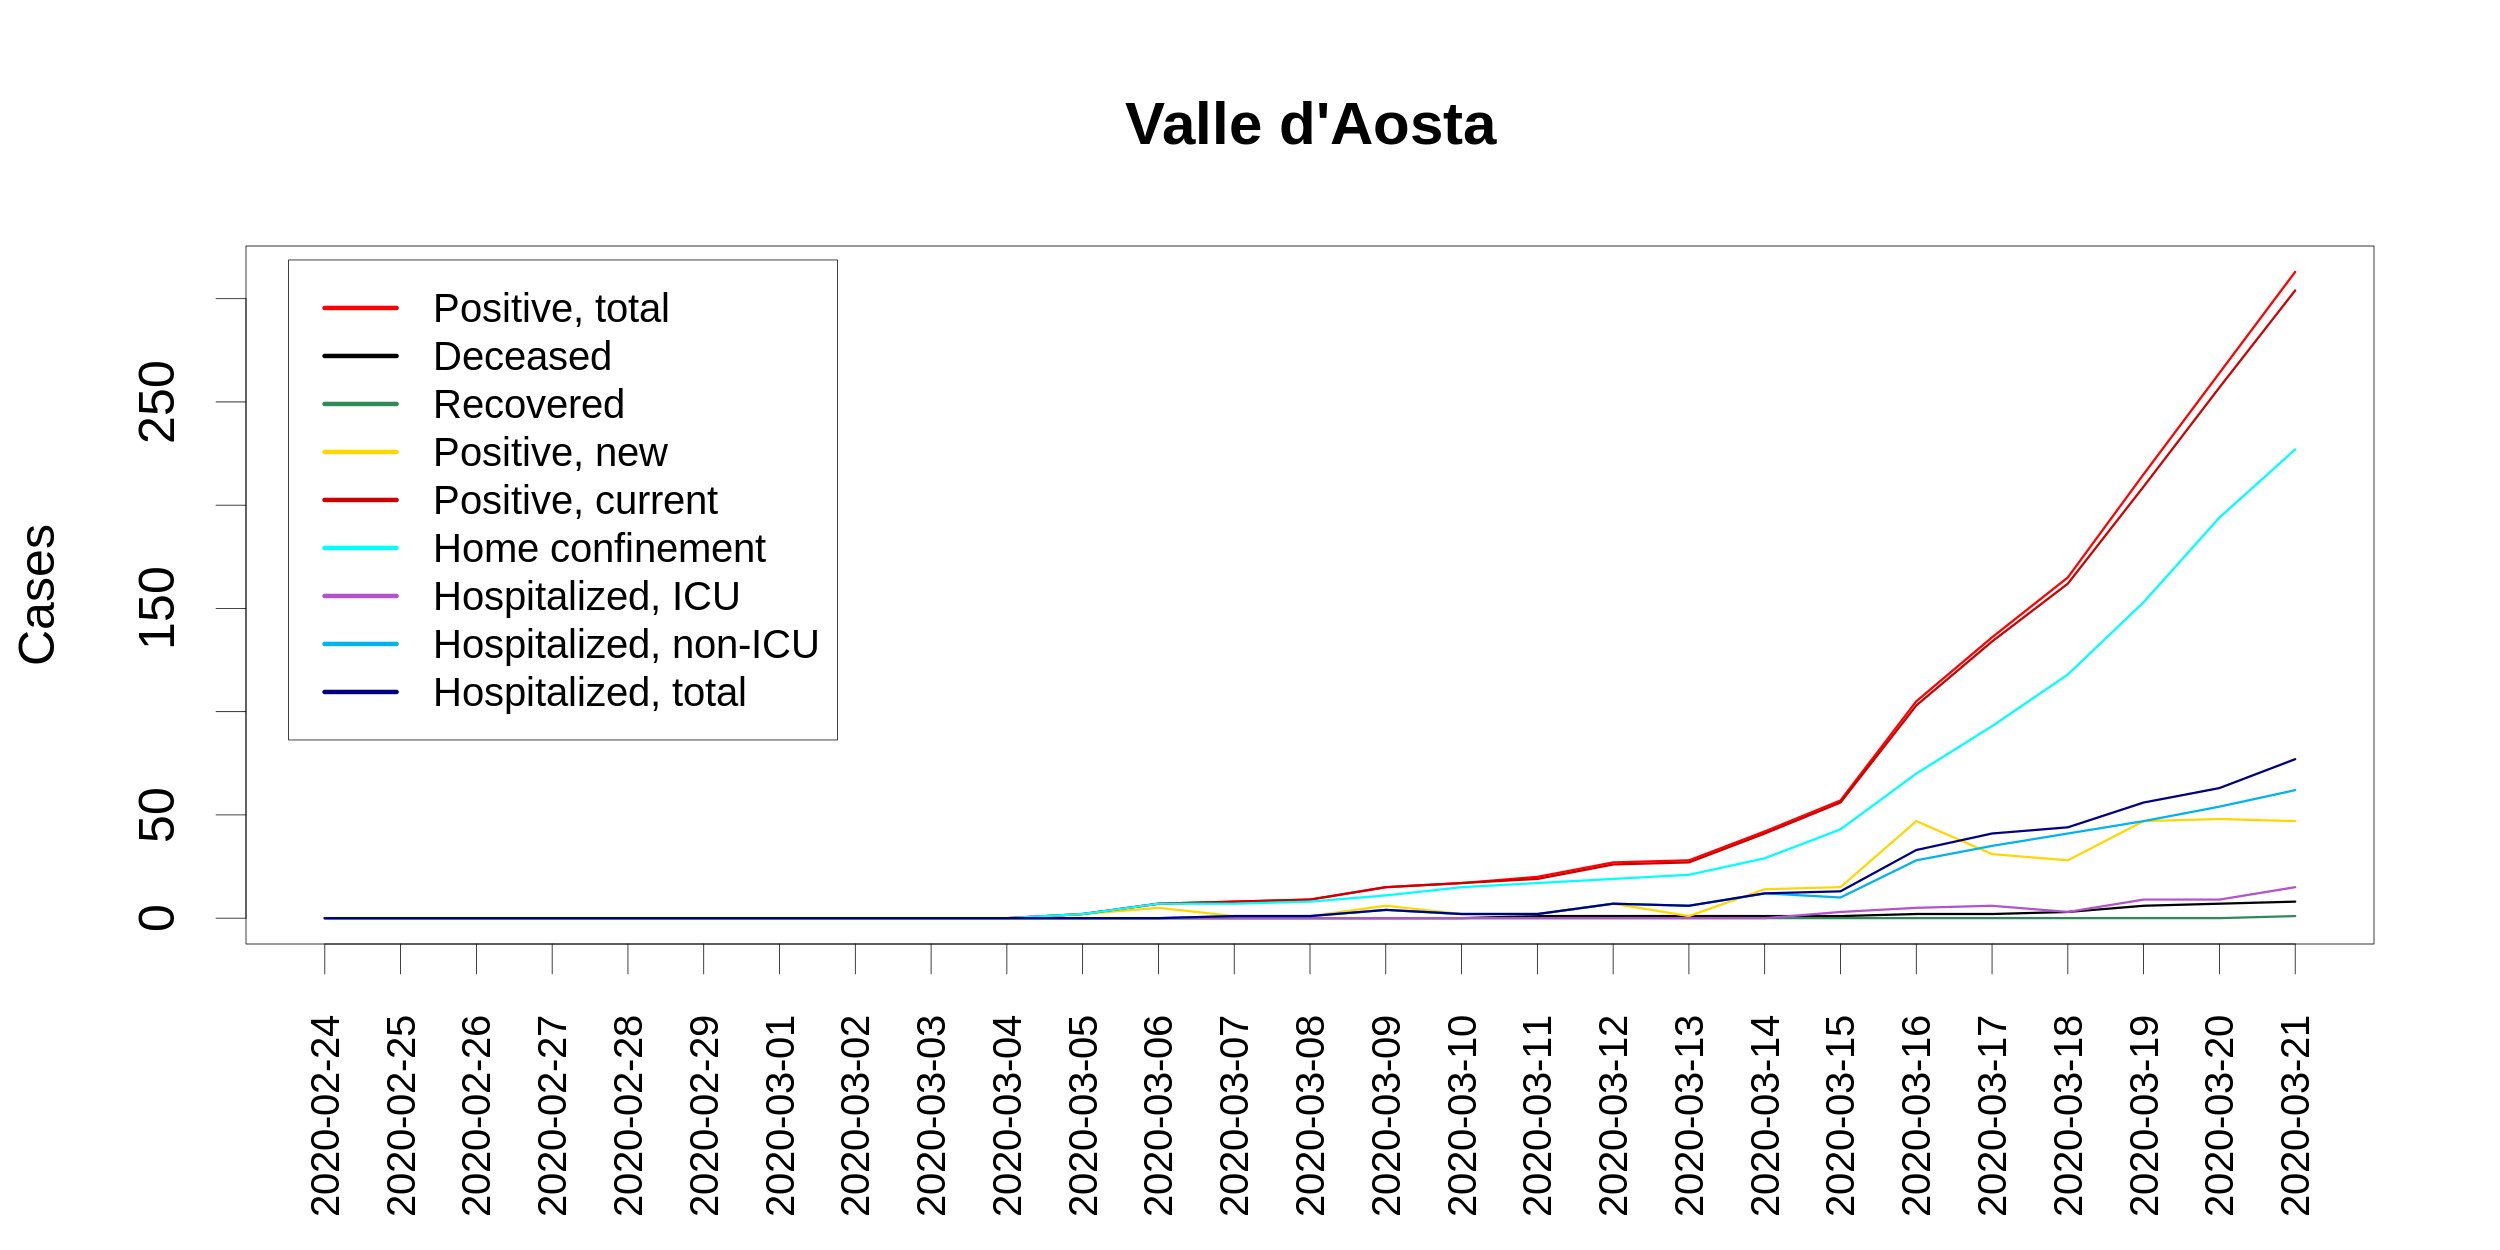 Valle d'Aosta
Positive, total
Deceased
Recovered
Positive, new
Positive, current
Home confinement
Hospitalized, ICU
Hospitalized, non-ICU
Hospitalized, total
Cases
250
150
50
0
2020-02-24
2020-02-25
2020-02-26
2020-02-27
2020-02-28
2020-02-29
2020-03-01
2020-03-02
2020-03-03
2020-03-04
2020-03-05
2020-03-06
2020-03-07
2020-03-08
2020-03-09
2020-03-10
2020-03-11
2020-03-12
2020-03-13
2020-03-14
2020-03-15
2020-03-16
2020-03-17
2020-03-18
2020-03-19
2020-03-20
2020-03-21